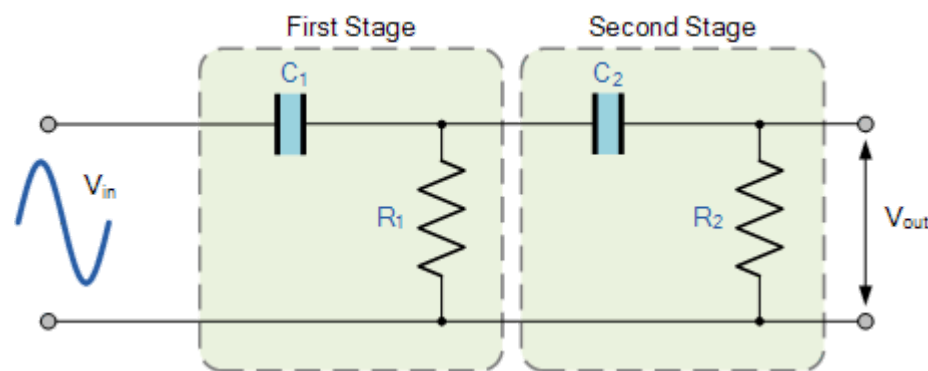 First Stage
Second Stage
C₁
C₂
Vin
R₁
R₂
Vout